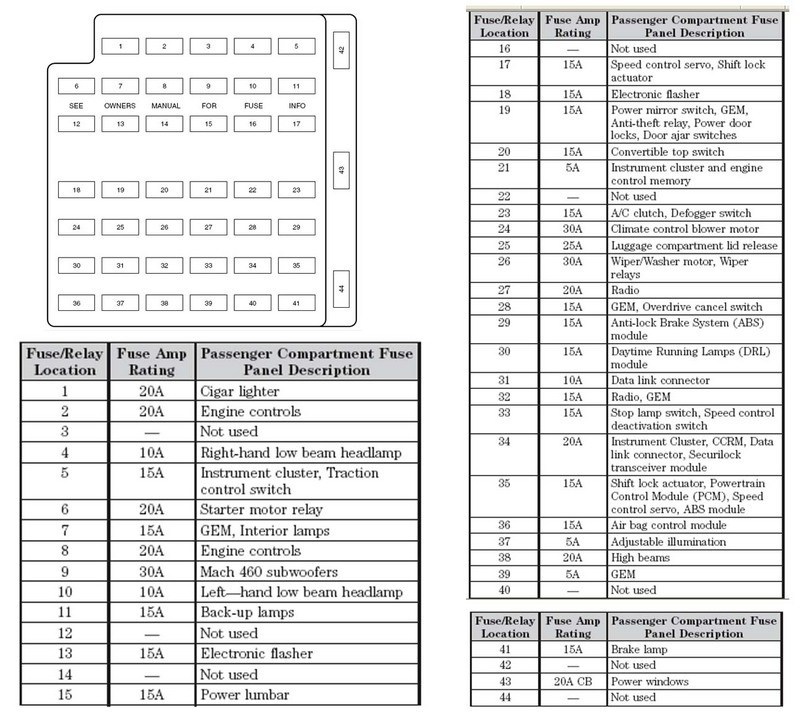 1 2 3 4 5
42
6 7 8 9 10 11
SEE OWNERS MANUAL FOR FUSE INFO
12 13 14 15 16 17
43
18 19 20 21 22 23
24 25 26 27 28 29
30 31 32 33 34 35
44
36 37 38 39 40 41
Fuse/Relay Fuse Amp Passenger Compartment Fuse
Location Rating Panel Description
1 20A Cigar lighter
2 20A Engine controls
3 — Not used
4 10A Right-hand low beam headlamp
5 15A Instrument cluster, Traction
control switch
6 20A Starter motor relay
7 15A GEM, Interior lamps
8 20A Engine controls
9 30A Mach 460 subwoofers
10 10A Left—hand low beam headlamp
11 15A Back-up lamps
12 — Not used
13 15A Electronic flasher
14 — Not used
15 15A Power lumbar
Fuse/Relay Fuse Amp Passenger Compartment Fuse
Location Rating Panel Description
16 — Not used
17 15A Speed control servo, Shift lock
actuator
18 15A Electronic flasher
19 15A Power mirror switch, GEM,
Anti-theft relay, Power door
locks, Door ajar switches
20 15A Convertible top switch
21 5A Instrument cluster and engine
control memory
22 — Not used
23 15A A/C clutch, Defogger switch
24 30A Climate control blower motor
25 25A Luggage compartment lid release
26 30A Wiper/Washer motor, Wiper
relays
27 20A Radio
28 15A GEM, Overdrive cancel switch
29 15A Anti-lock Brake System (ABS)
module
30 15A Daytime Running Lamps (DRL)
module
31 10A Data link connector
32 15A Radio, GEM
33 15A Stop lamp switch, Speed control
deactivation switch
34 20A Instrument Cluster, CCRM, Data
link connector, Securilock
transceiver module
35 15A Shift lock actuator, Powertrain
Control Module (PCM), Speed
control servo, ABS module
36 15A Air bag control module
37 5A Adjustable illumination
38 20A High beams
39 5A GEM
40 — Not used
Fuse/Relay Fuse Amp Passenger Compartment Fuse
Location Rating Panel Description
41 15A Brake lamp
42 — Not used
43 20A CB Power windows
44 — Not used